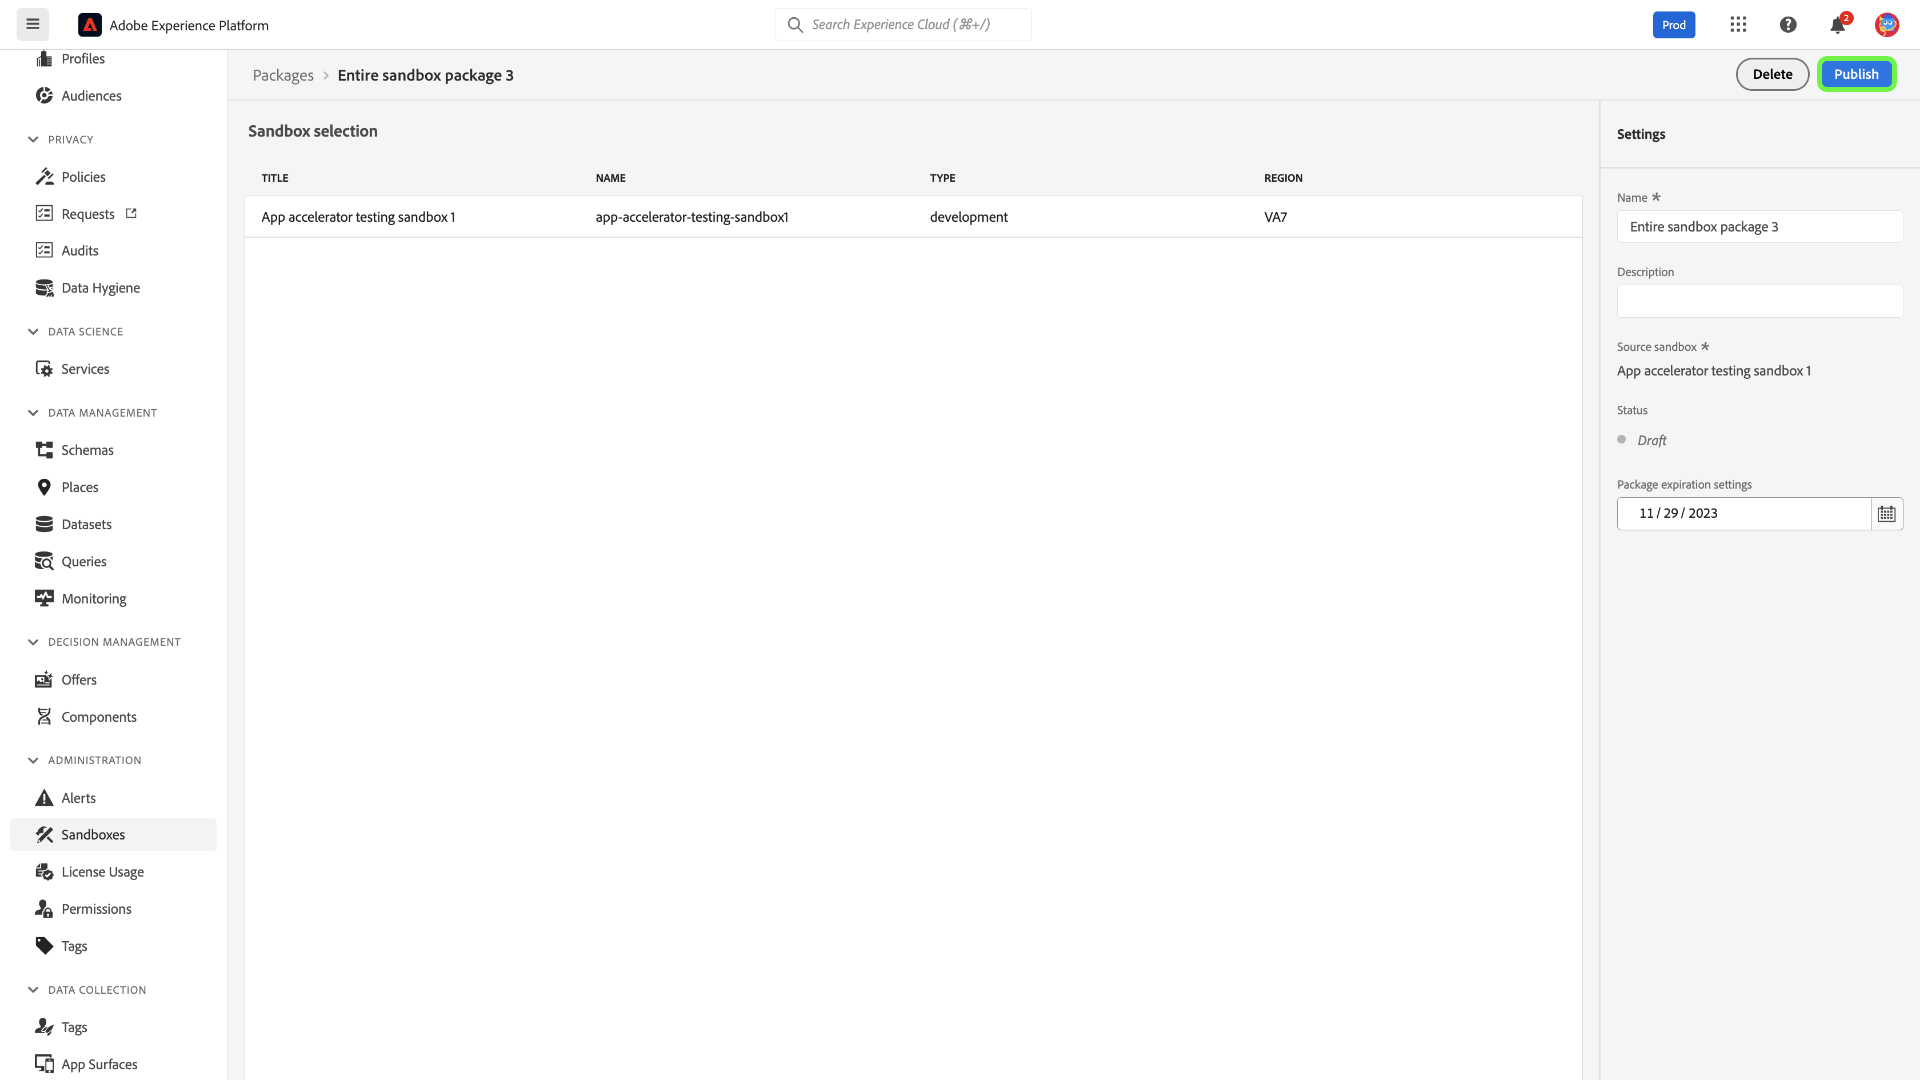 Adobe Experience Platform
Search Experience Cloud (⌘+/)
Prod
2
Profiles
Audiences
PRIVACY
Policies
Requests
Audits
Data Hygiene
DATA SCIENCE
Services
DATA MANAGEMENT
Schemas
Places
Datasets
Queries
Monitoring
DECISION MANAGEMENT
Offers
Components
ADMINISTRATION
Alerts
Sandboxes
License Usage
Permissions
Tags
DATA COLLECTION
Tags
App Surfaces
Packages > Entire sandbox package 3
Delete
Publish
Sandbox selection
TITLE NAME TYPE REGION
App accelerator testing sandbox 1 app-accelerator-testing-sandbox1 development VA7
Settings
Name *
Entire sandbox package 3
Description
Source sandbox *
App accelerator testing sandbox 1
Status
Draft
Package expiration settings
11 / 29 / 2023